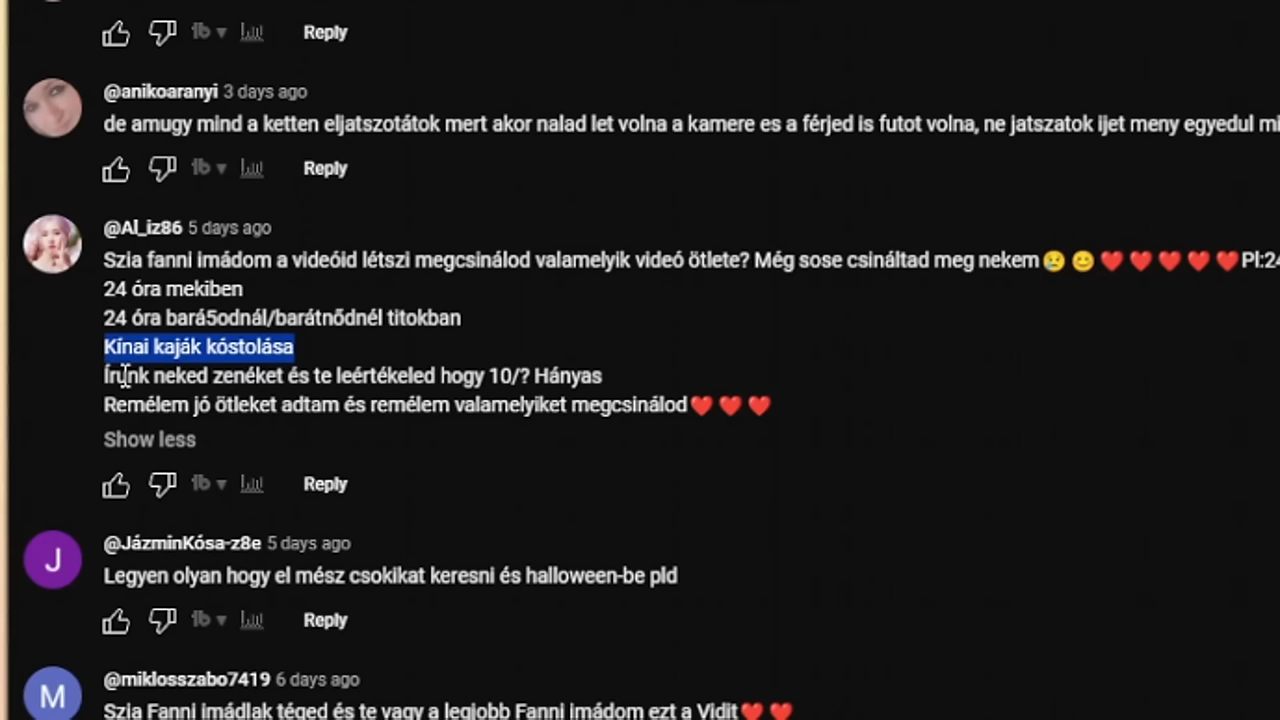 Reply
@anikoaranyi 3 days ago
de amugy mind a ketten eljatszotátok mert akor nalad let volna a kamere es a férjed is futot volna, ne jatszatok ijet meny egyedul mi
Reply
@Al_iz86 5 days ago
Szia fanni imádom a videóid létszi megcsinálod valamelyik videó ötlete? Még sose csináltad meg nekem😢😊❤️❤️❤️❤️❤️Pl:24
24 óra mekiben
24 óra bará5odnál/barátnődnél titokban
Kínai kaják kóstolása
Írunk neked zenéket és te leértékeled hogy 10/? Hányas
Remélem jó ötleket adtam és remélem valamelyiket megcsinálod❤️❤️❤️
Show less
Reply
J
@JázminKósa-z8e 5 days ago
Legyen olyan hogy el mész csokikat keresni és halloween-be pld
Reply
M
@miklosszabo7419 6 days ago
Szia Fanni imádlak téged és te vagy a legjobb Fanni imádom ezt a Vidit❤️❤️